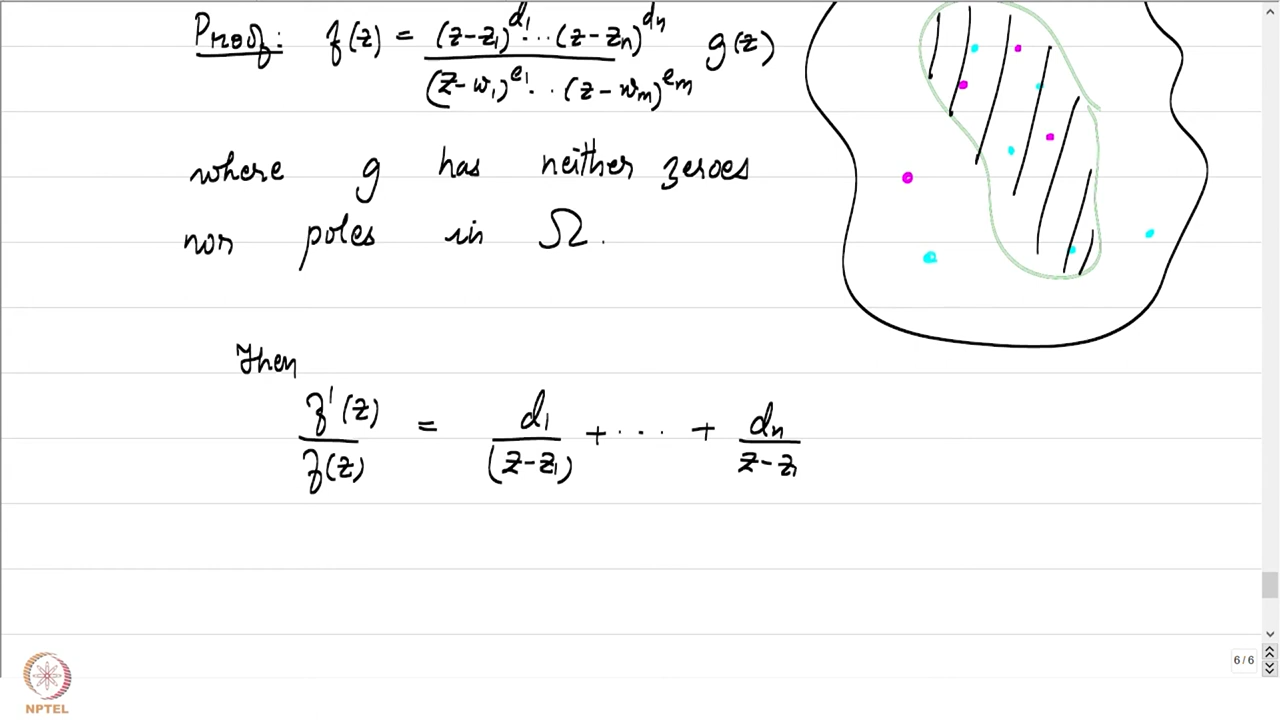 Proof: f(z) = (z-z₁)^d₁ ... (z-zₙ)^dₙ / (z-w₁)^e₁ ... (z-wₘ)^eₘ g(z)
where g has neither zeroes
nor poles in Ω.
Then
f'(z)/f(z) = d₁/(z-z₁) + ... + dₙ/z-z₁
6/6
NPTEL